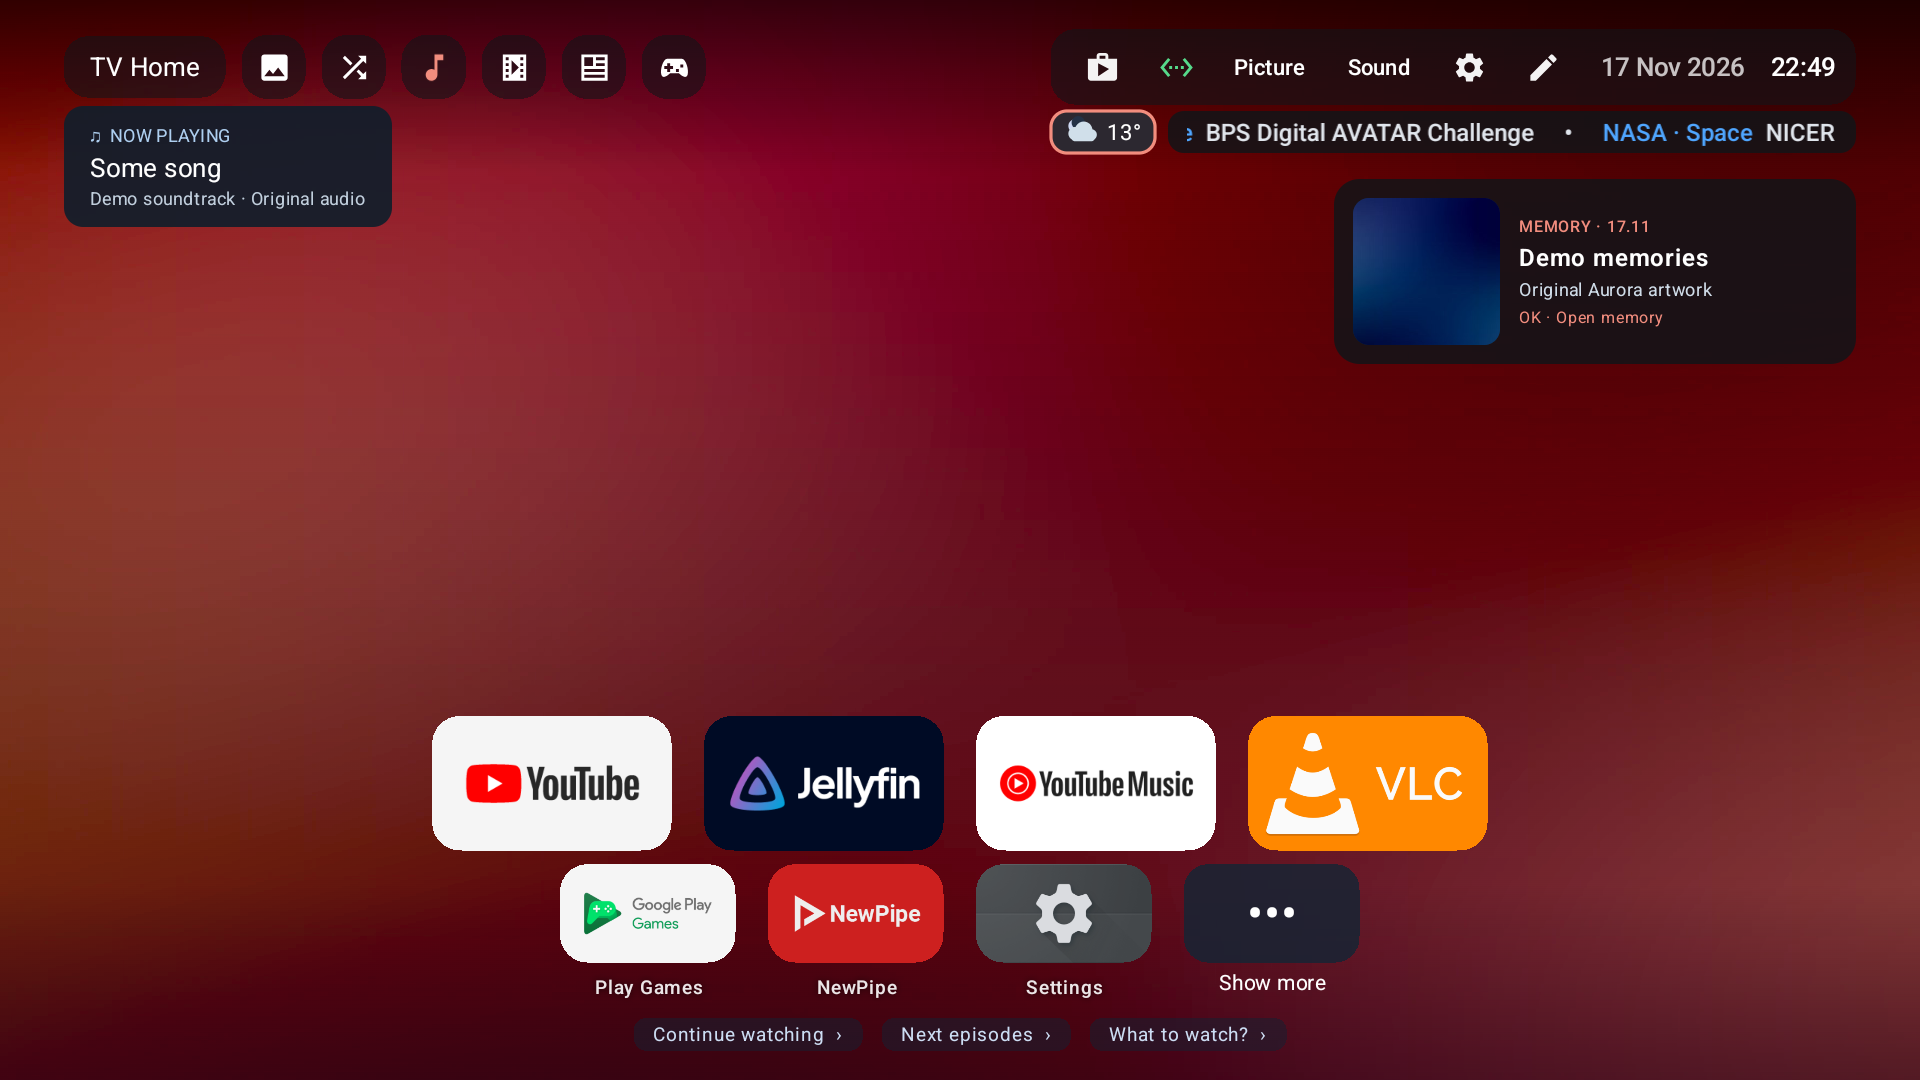 TV Home
Picture
Sound
17 Nov 2026 22:49
♫ NOW PLAYING
Some song
Demo soundtrack · Original audio
13°
e BPS Digital AVATAR Challenge • NASA · Space NICER
MEMORY · 17.11
Demo memories
Original Aurora artwork
OK · Open memory
YouTube
Jellyfin
YouTube Music
VLC
Google Play
Games
NewPipe
Play Games
NewPipe
Settings
Show more
Continue watching ›
Next episodes ›
What to watch? ›